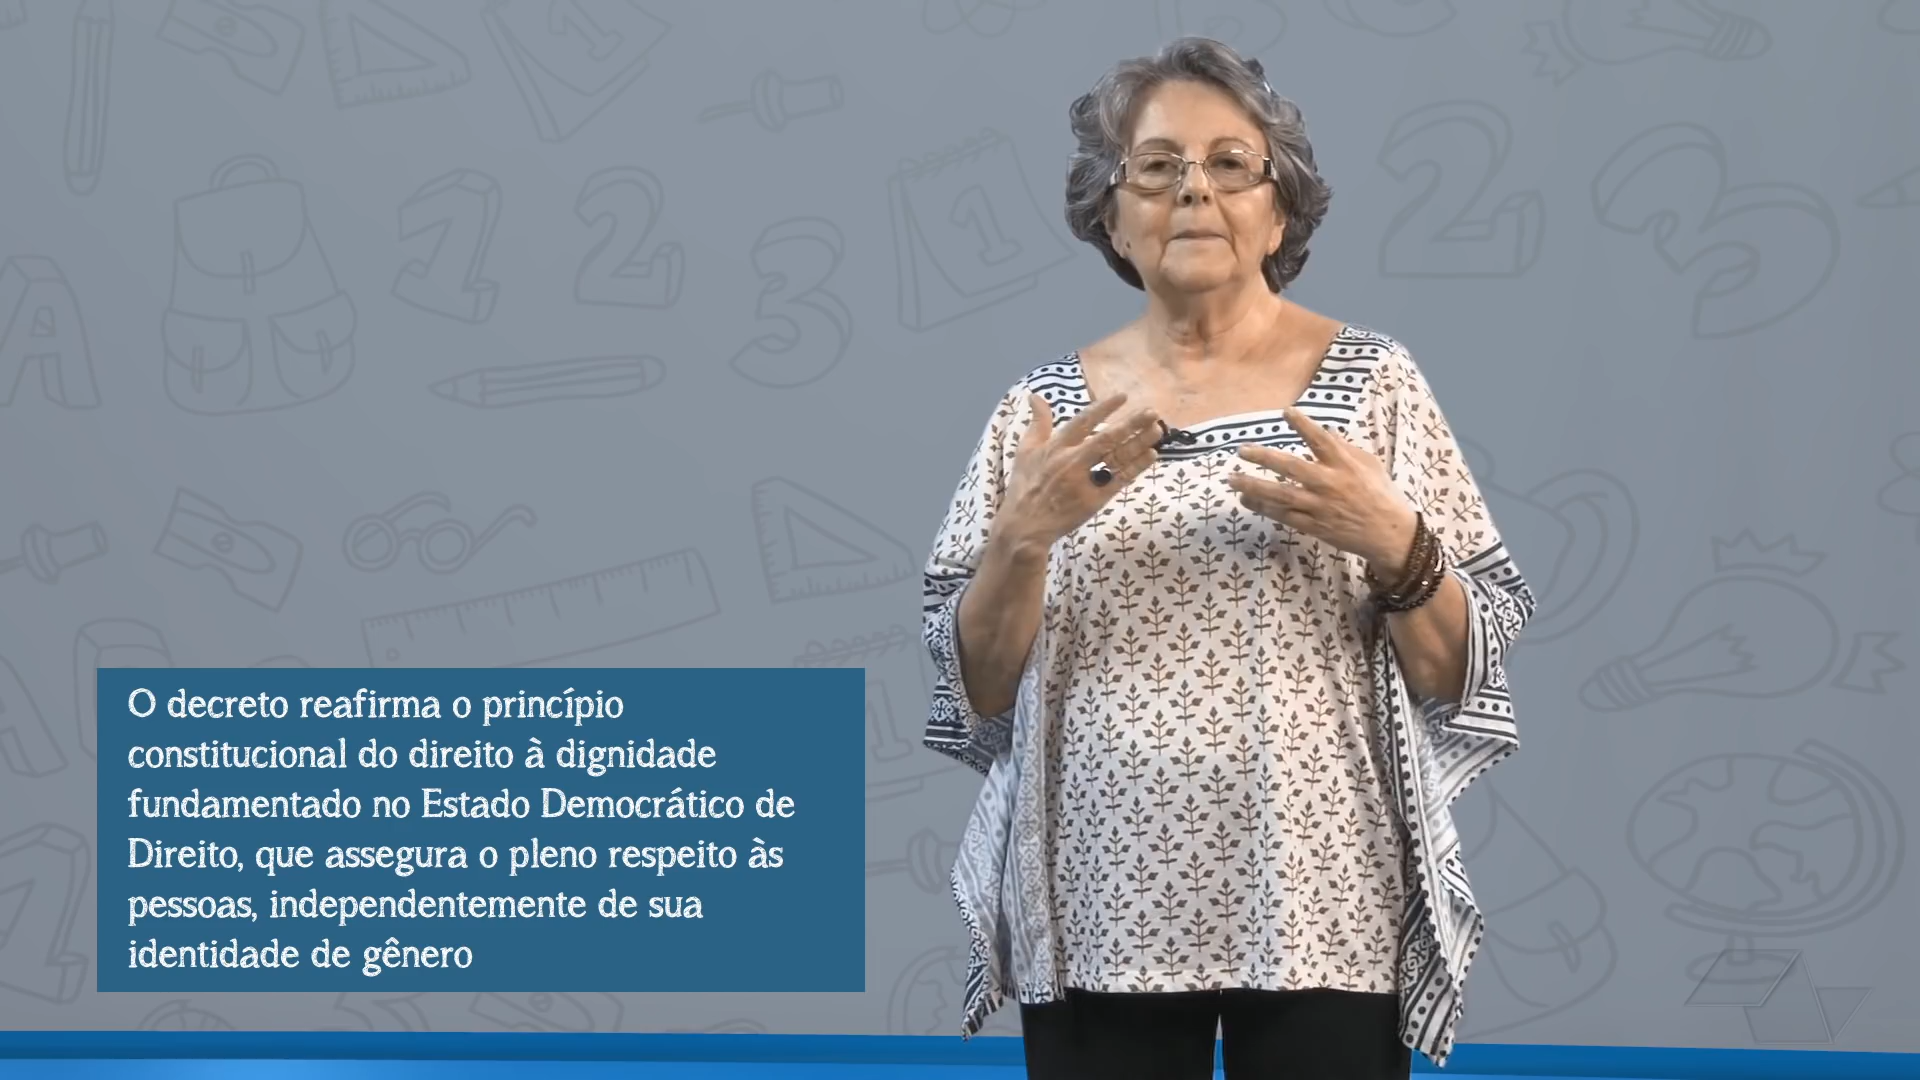 O decreto reafirma o princípio
constitucional do direito à dignidade
fundamentado no Estado Democrático de
Direito, que assegura o pleno respeito às
pessoas, independentemente de sua
identidade de gênero